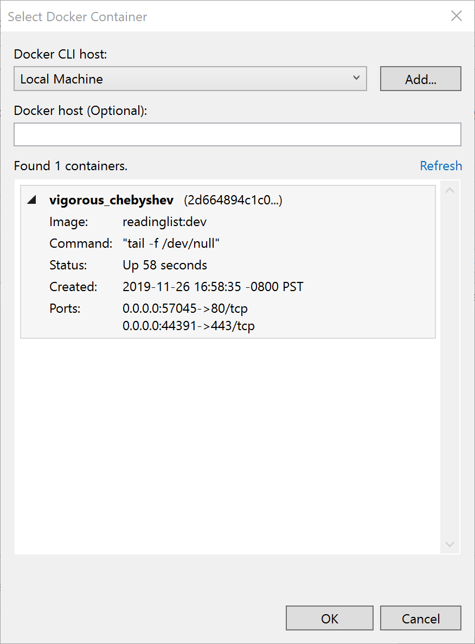 Select Docker Container
Docker CLI host:
Local Machine
Add...
Docker host (Optional):
Found 1 containers.
Refresh
vigorous_chebyshev (2d664894c1c0...)
Image: readinglist:dev
Command: "tail -f /dev/null"
Status: Up 58 seconds
Created: 2019-11-26 16:58:35 -0800 PST
Ports: 0.0.0.0:57045->80/tcp
0.0.0.0:44391->443/tcp
OK
Cancel